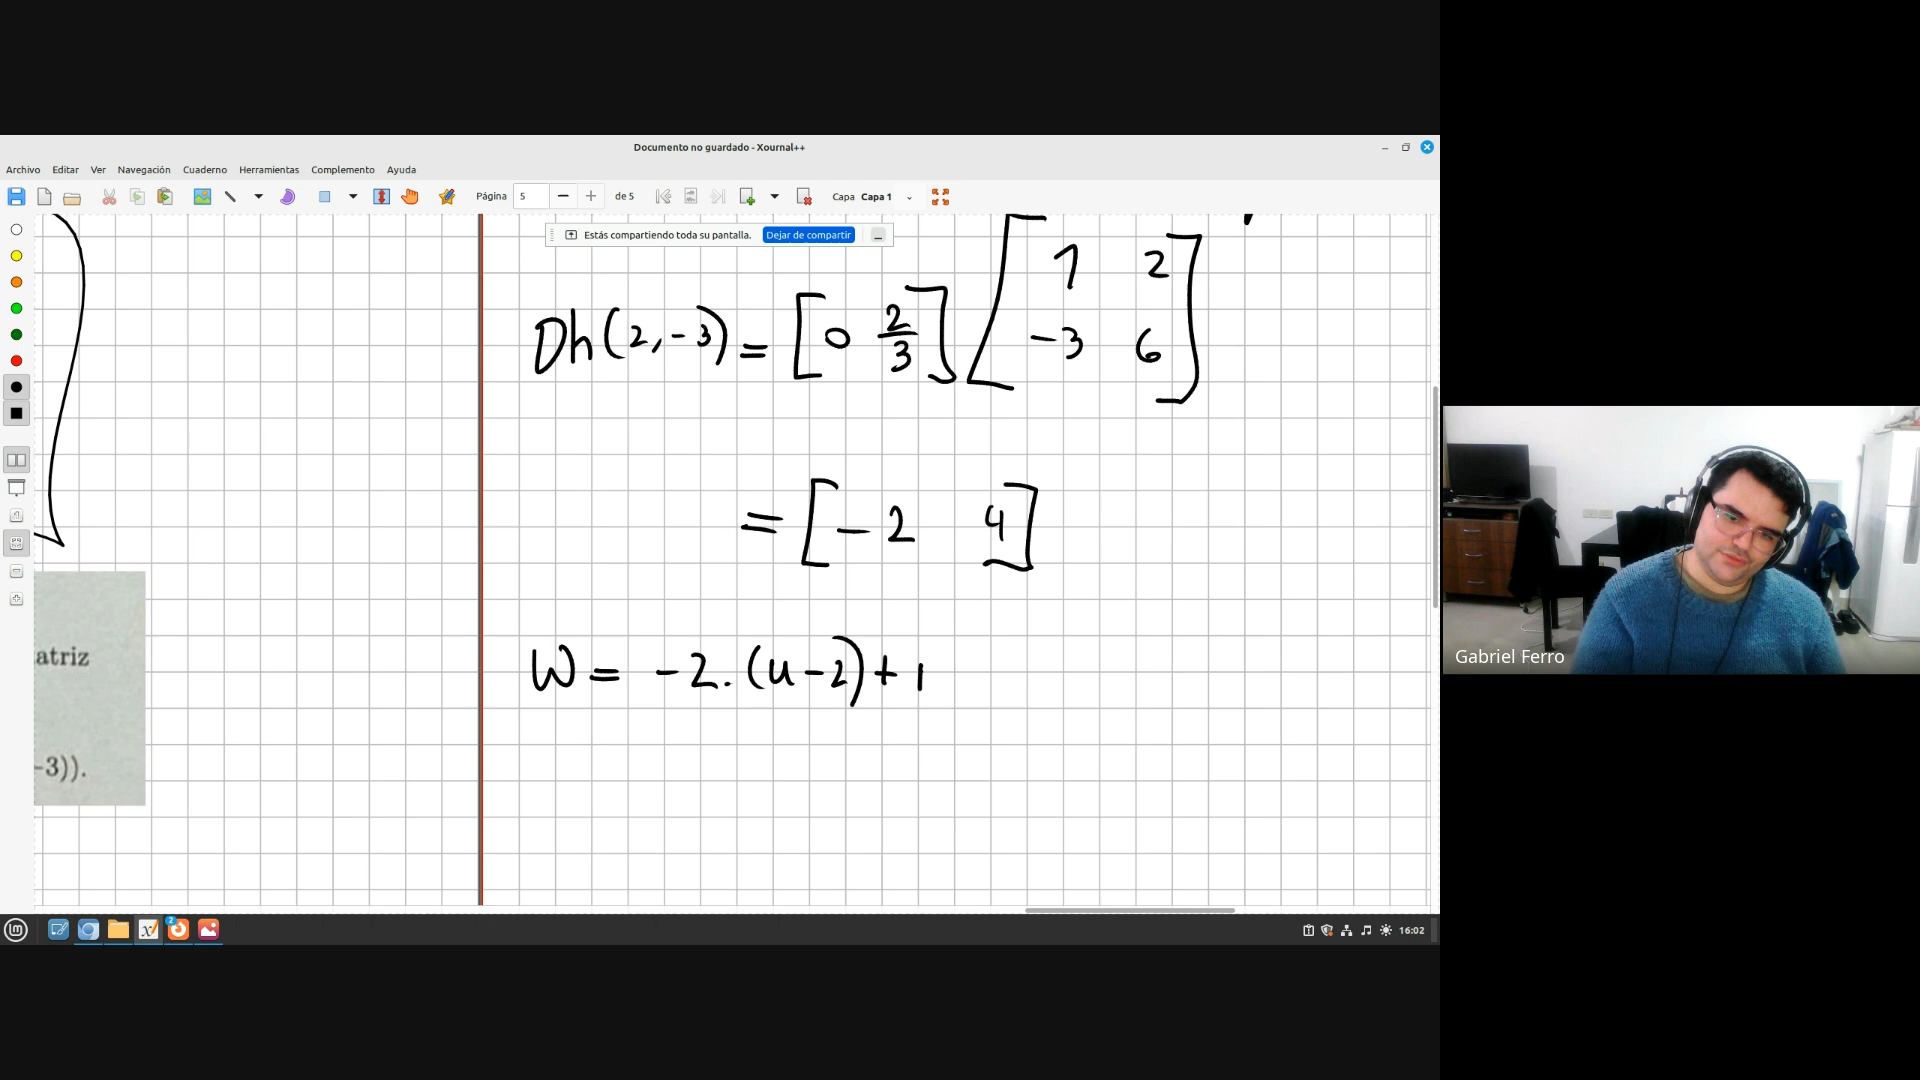 Documento no guardado - Xournal++
Archivo Editar Ver Navegación Cuaderno Herramientas Complemento Ayuda
Página 5 de 5 Capa Capa 1
Estás compartiendo toda su pantalla. Dejar de compartir
Dh(2,-3) = [0 2/3] [1 2
-3 6]
= [-2 4]
W = -2.(u-2)+1
atriz
-3)).
Gabriel Ferro
2
16:02